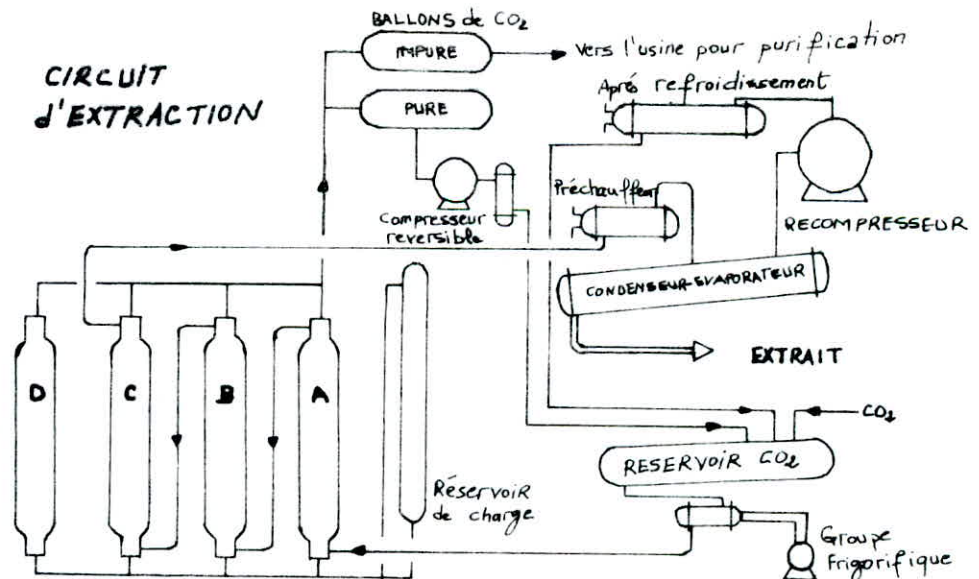 BALLONS de CO2
IMPURE
Vers l'usine pour purification
CIRCUIT
d'EXTRACTION
Aprés refroidissement
PURE
Préchauffeur
Compresseur
reversible
RECOMPRESSEUR
CONDENSEUR-EVAPORATEUR
EXTRAIT
D
C
B
A
CO2
RESERVOIR CO2
Réservoir
de charge
Groupe
Frigorifique